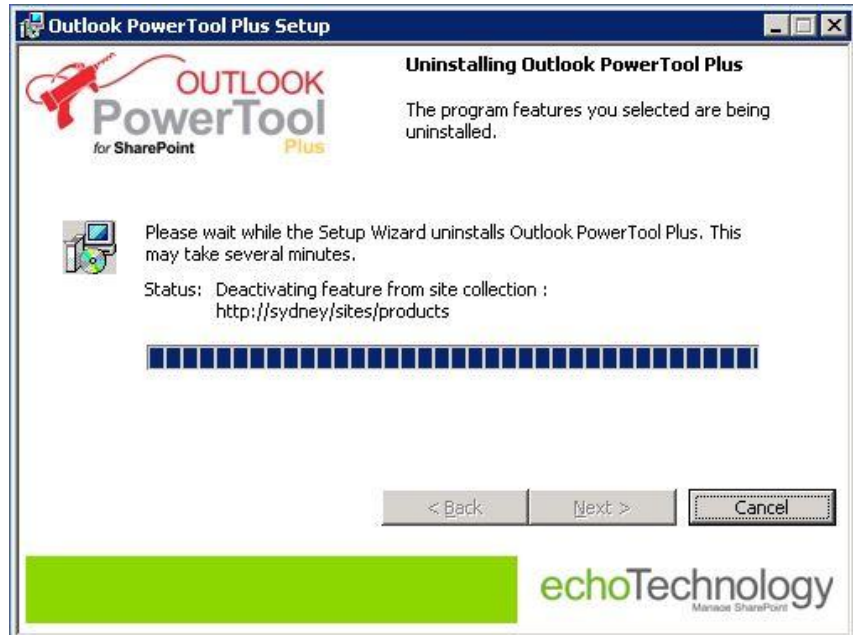 Outlook PowerTool Plus Setup
OUTLOOK
PowerTool
for SharePoint Plus
Uninstalling Outlook PowerTool Plus
The program features you selected are being
uninstalled.
Please wait while the Setup Wizard uninstalls Outlook PowerTool Plus. This
may take several minutes.
Status: Deactivating feature from site collection :
http://sydney/sites/products
< Back Next > Cancel
echoTechnology
Manage SharePoint